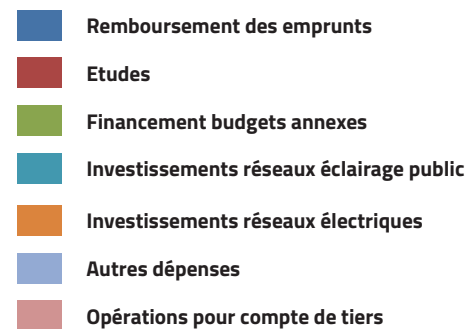 Remboursement des emprunts
Etudes
Financement budgets annexes
Investissements réseaux éclairage public
Investissements réseaux électriques
Autres dépenses
Opérations pour compte de tiers